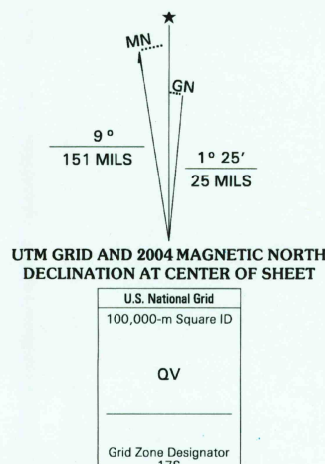 MN
GN
9°
151 MILS
1° 25′
25 MILS
UTM GRID AND 2004 MAGNETIC NORTH
DECLINATION AT CENTER OF SHEET
U.S. National Grid
100,000-m Square ID
QV
Grid Zone Designator
17S